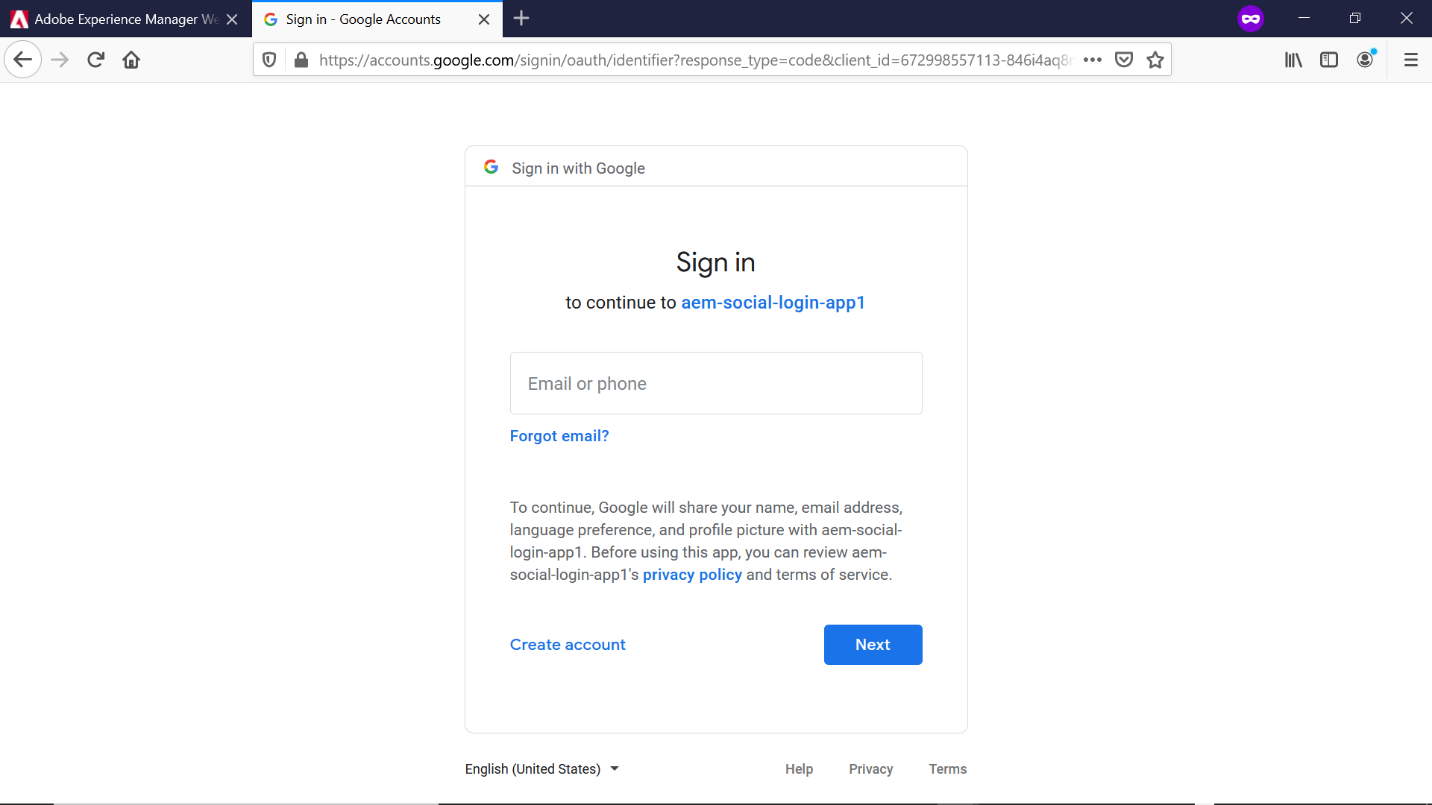 Adobe Experience Manager We
Sign in - Google Accounts
https://accounts.google.com/signin/oauth/identifier?response_type=code&client_id=672998557113-846i4aq8
Sign in with Google
Sign in
to continue to aem-social-login-app1
Email or phone
Forgot email?
To continue, Google will share your name, email address,
language preference, and profile picture with aem-social-
login-app1. Before using this app, you can review aem-
social-login-app1's privacy policy and terms of service.
Create account
Next
English (United States)
Help
Privacy
Terms